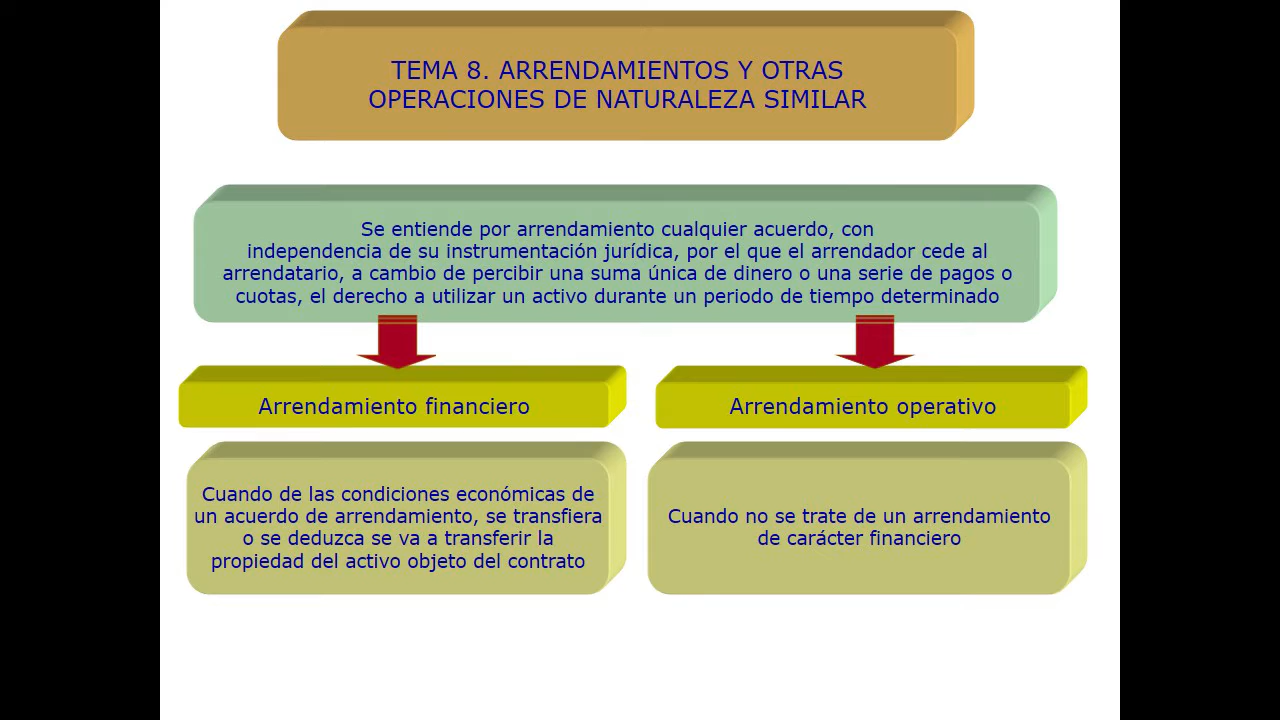 TEMA 8. ARRENDAMIENTOS Y OTRAS
OPERACIONES DE NATURALEZA SIMILAR
Se entiende por arrendamiento cualquier acuerdo, con
independencia de su instrumentación jurídica, por el que el arrendador cede al
arrendatario, a cambio de percibir una suma única de dinero o una serie de pagos o
cuotas, el derecho a utilizar un activo durante un periodo de tiempo determinado
Arrendamiento financiero
Cuando de las condiciones económicas de
un acuerdo de arrendamiento, se transfiera
o se deduzca se va a transferir la
propiedad del activo objeto del contrato
Arrendamiento operativo
Cuando no se trate de un arrendamiento
de carácter financiero